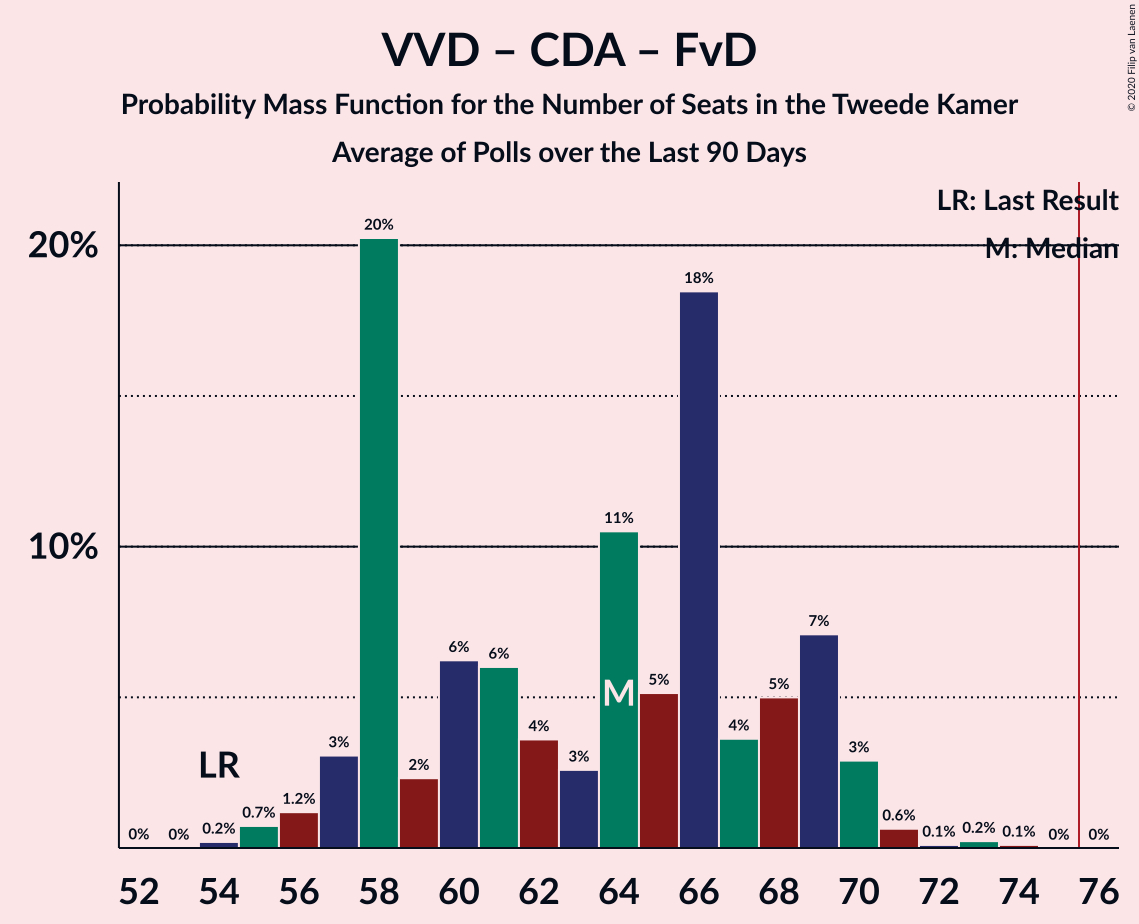 VVD – CDA – FvD
Probability Mass Function for the Number of Seats in the Tweede Kamer
Average of Polls over the Last 90 Days
© 2020 Filip van Laenen
LR: Last Result
M: Median
20%
10%
0% 0% 0.2% 0.7% 1.2% 3% 20% 2% 6% 6% 4% 3% 11% 5% 18% 4% 5% 7% 3% 0.6% 0.1% 0.2% 0.1% 0% 0%
LR
M
52 54 56 58 60 62 64 66 68 70 72 74 76